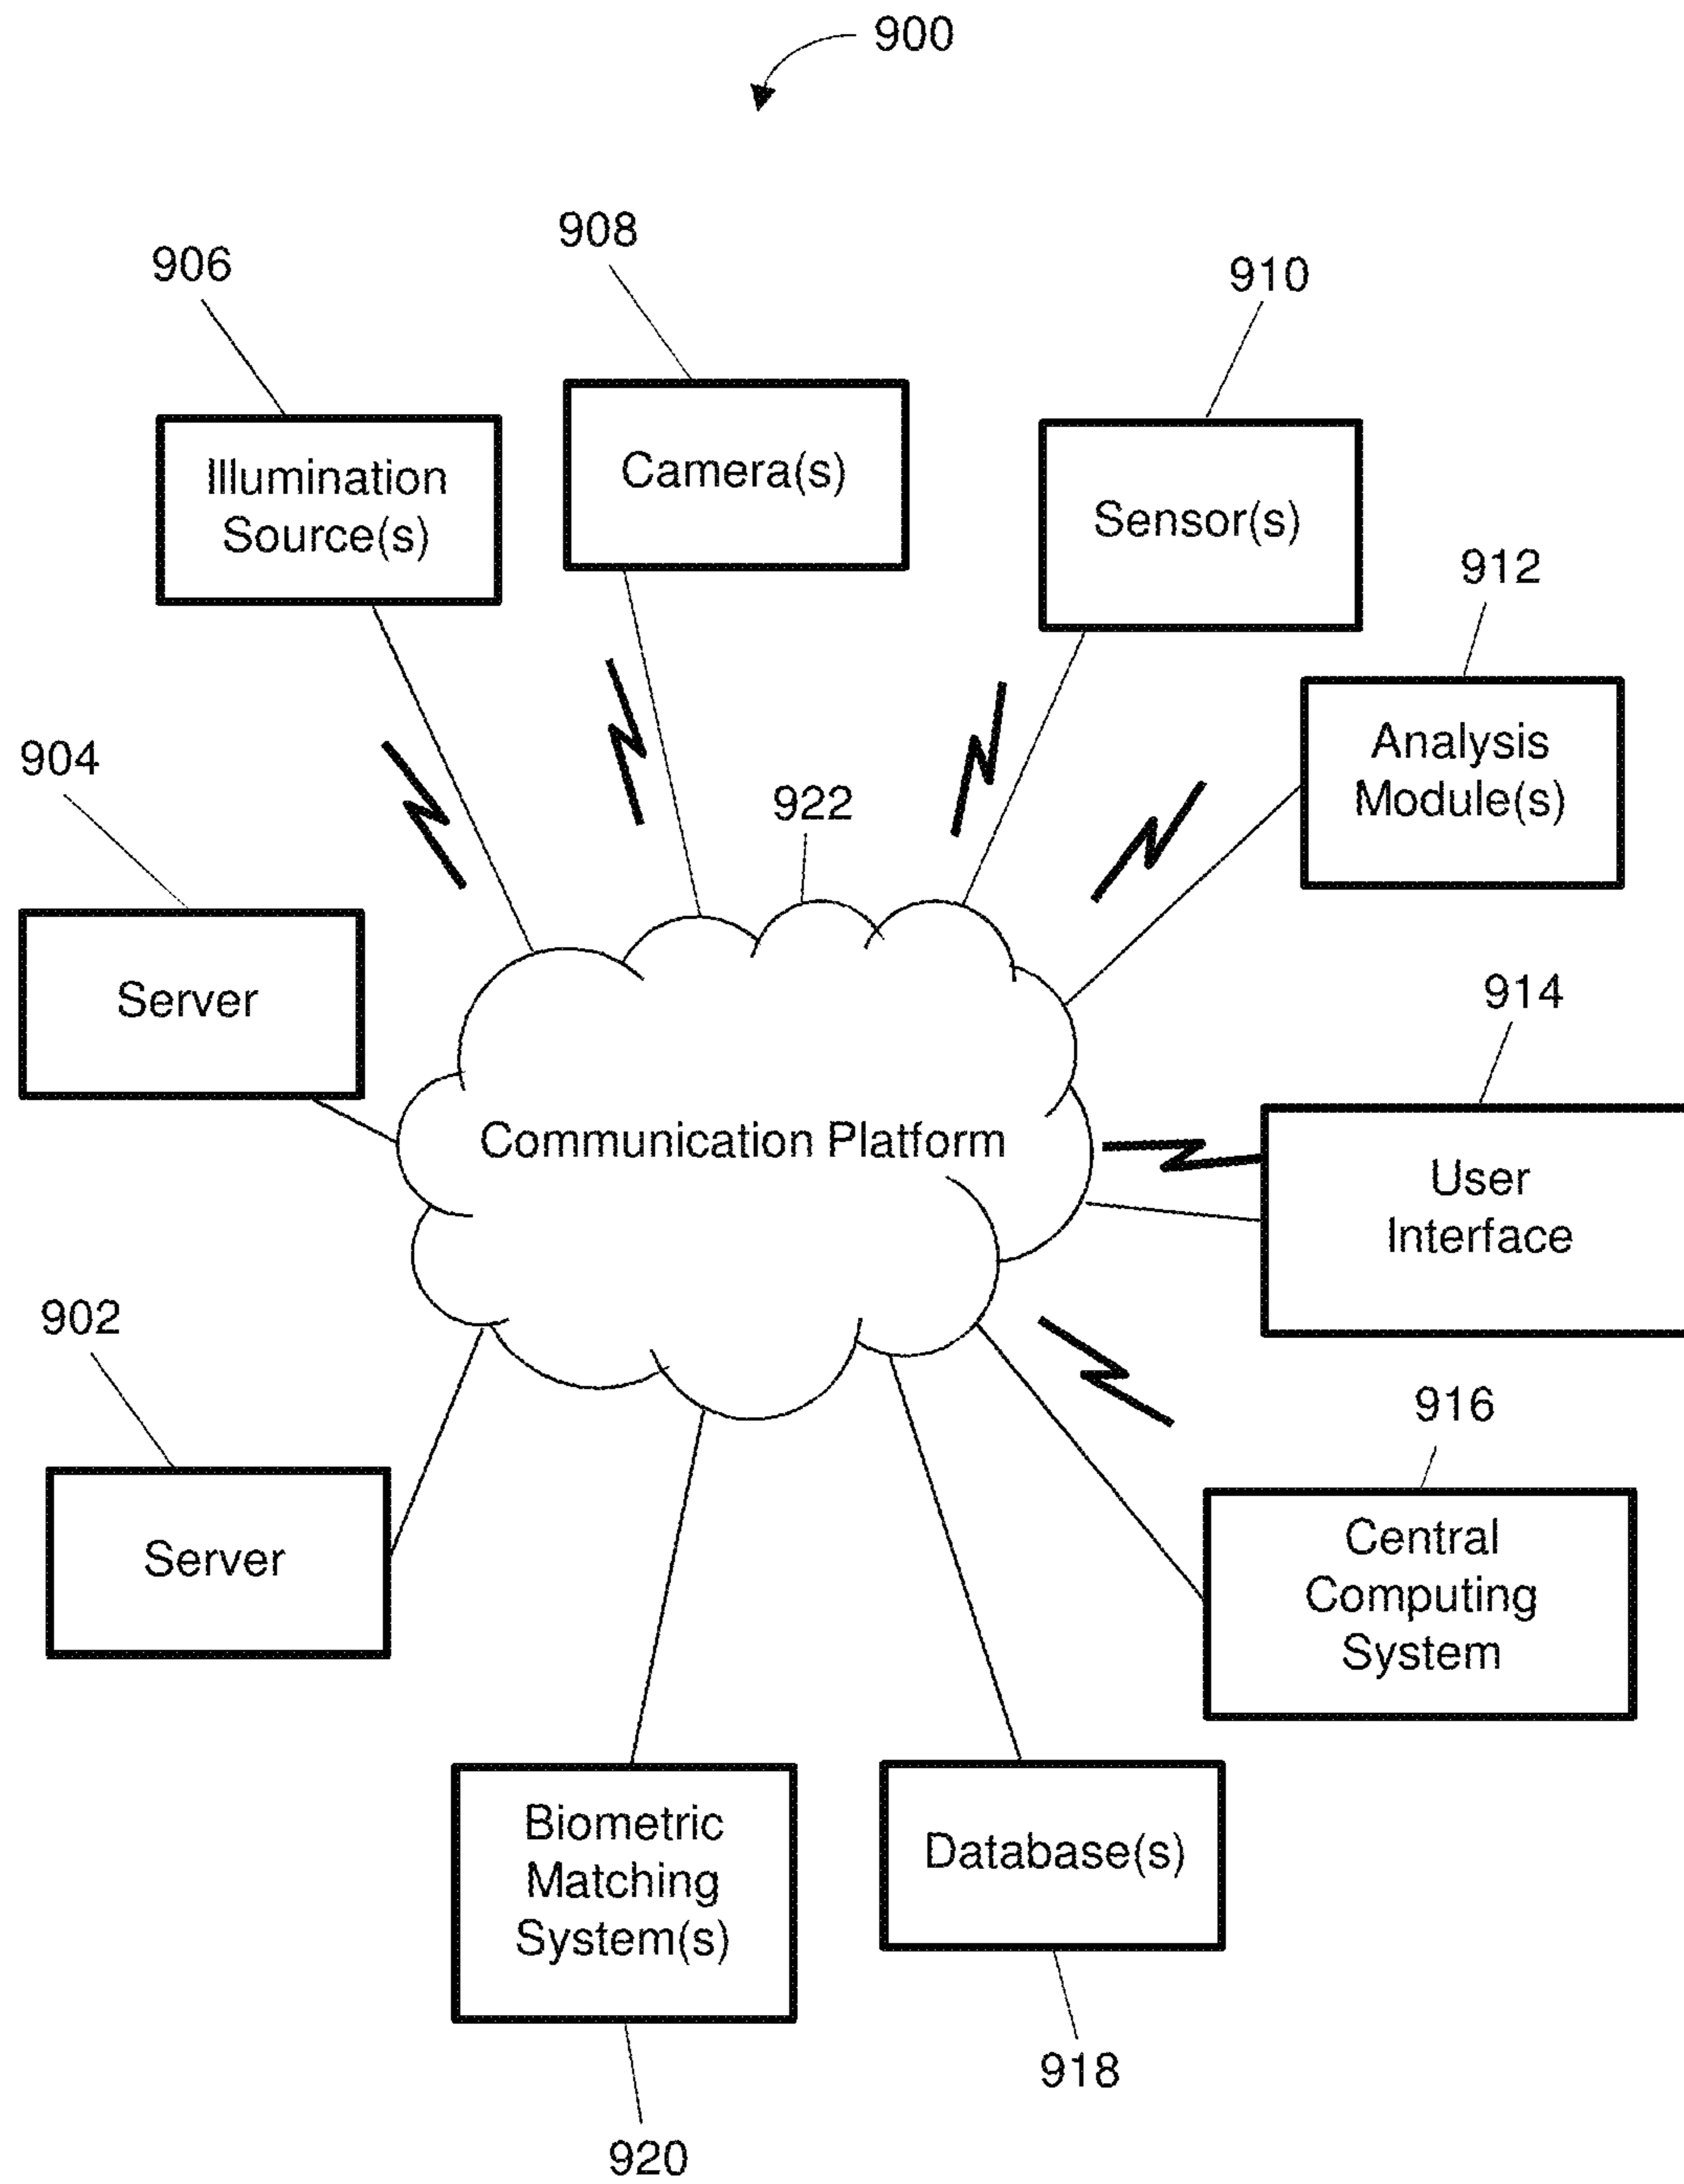 900
908
906
910
Illumination
Source(s)
Camera(s)
Sensor(s)
912
Analysis
Module(s)
904
922
Server
914
Communication Platform
User
Interface
902
916
Server
Central
Computing
System
Biometric
Matching
System(s)
Database(s)
918
920